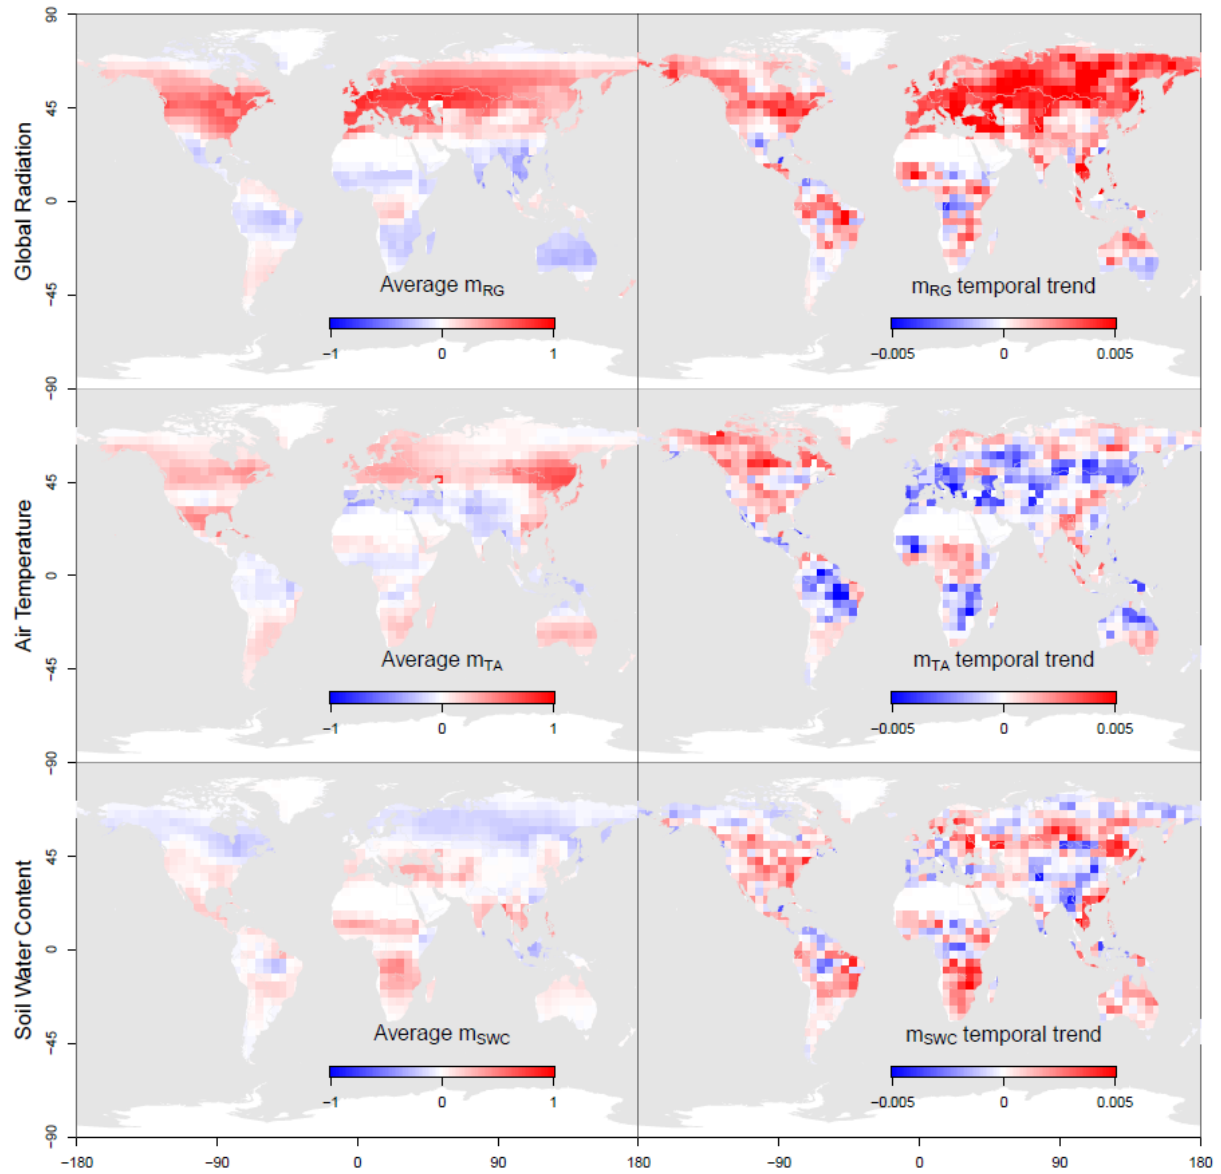 90
45
0
−45
−90
Global Radiation
Average mRG
−1 0 1
mRG temporal trend
−0.005 0 0.005
45
0
−45
−90
Air Temperature
Average mTA
−1 0 1
mTA temporal trend
−0.005 0 0.005
45
0
−45
−90
Soil Water Content
Average mSWC
−1 0 1
mSWC temporal trend
−0.005 0 0.005
−180 −90 0 90 180 −90 0 90 180